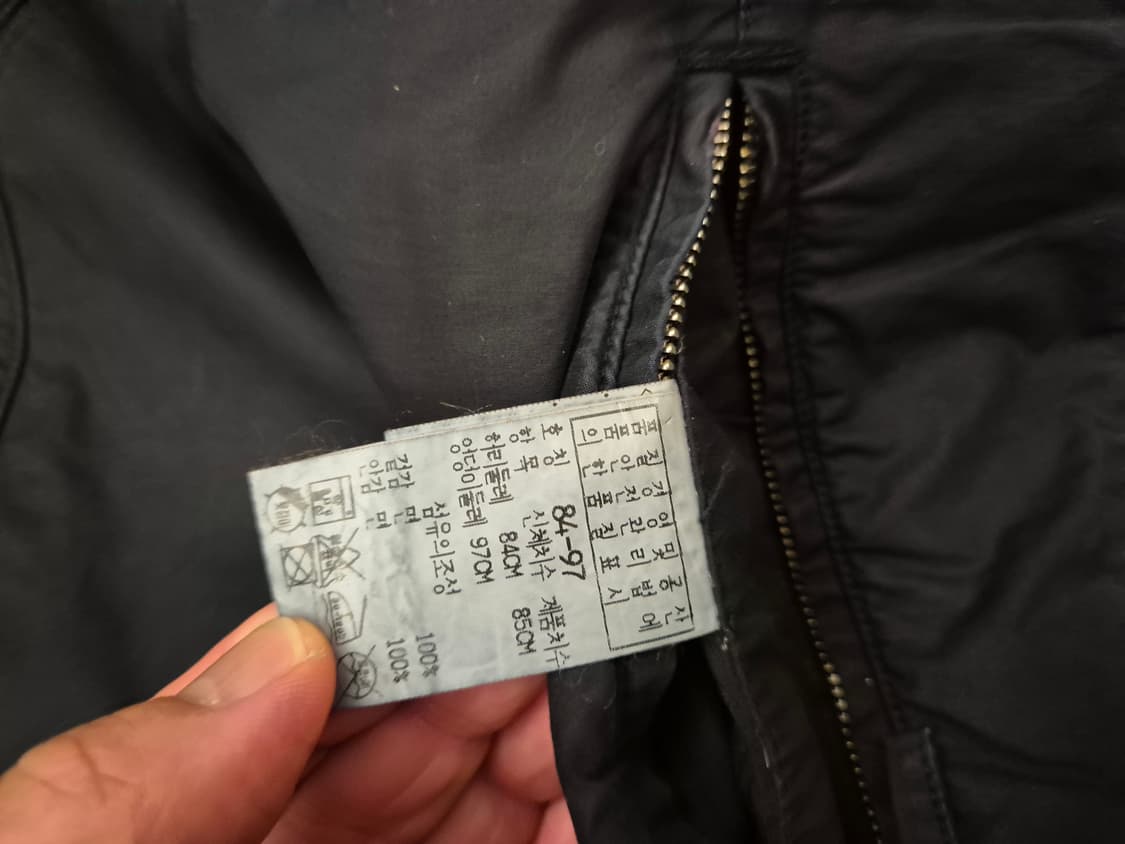 품질경영 및 공산
품안전관리법에
의한 품질표시
호칭 84-97
항목 신체치수 제품치수
허리둘레 84CM 85CM
엉덩이둘레 97CM
섬유의조성
겉감 면 100%
안감 면 100%